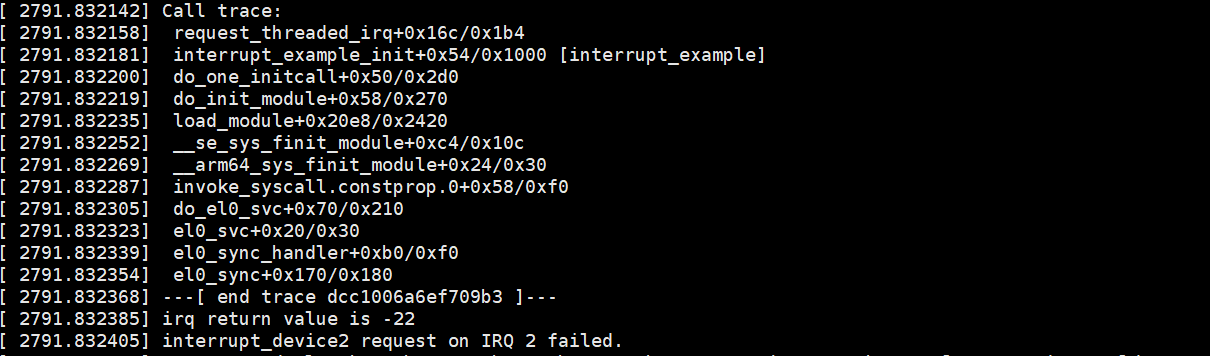 [ 2791.832142] Call trace:
[ 2791.832158]  request_threaded_irq+0x16c/0x1b4
[ 2791.832181]  interrupt_example_init+0x54/0x1000 [interrupt_example]
[ 2791.832200]  do_one_initcall+0x50/0x2d0
[ 2791.832219]  do_init_module+0x58/0x270
[ 2791.832235]  load_module+0x20e8/0x2420
[ 2791.832252]  __se_sys_finit_module+0xc4/0x10c
[ 2791.832269]  __arm64_sys_finit_module+0x24/0x30
[ 2791.832287]  invoke_syscall.constprop.0+0x58/0xf0
[ 2791.832305]  do_el0_svc+0x70/0x210
[ 2791.832323]  el0_svc+0x20/0x30
[ 2791.832339]  el0_sync_handler+0xb0/0xf0
[ 2791.832354]  el0_sync+0x170/0x180
[ 2791.832368] ---[ end trace dcc1006a6ef709b3 ]---
[ 2791.832385] irq return value is -22
[ 2791.832405] interrupt_device2 request on IRQ 2 failed.